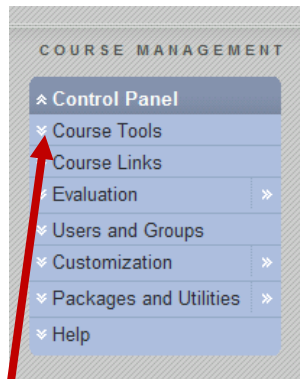 COURSE MANAGEMENT
Control Panel
Course Tools
Course Links
Evaluation
Users and Groups
Customization
Packages and Utilities
Help